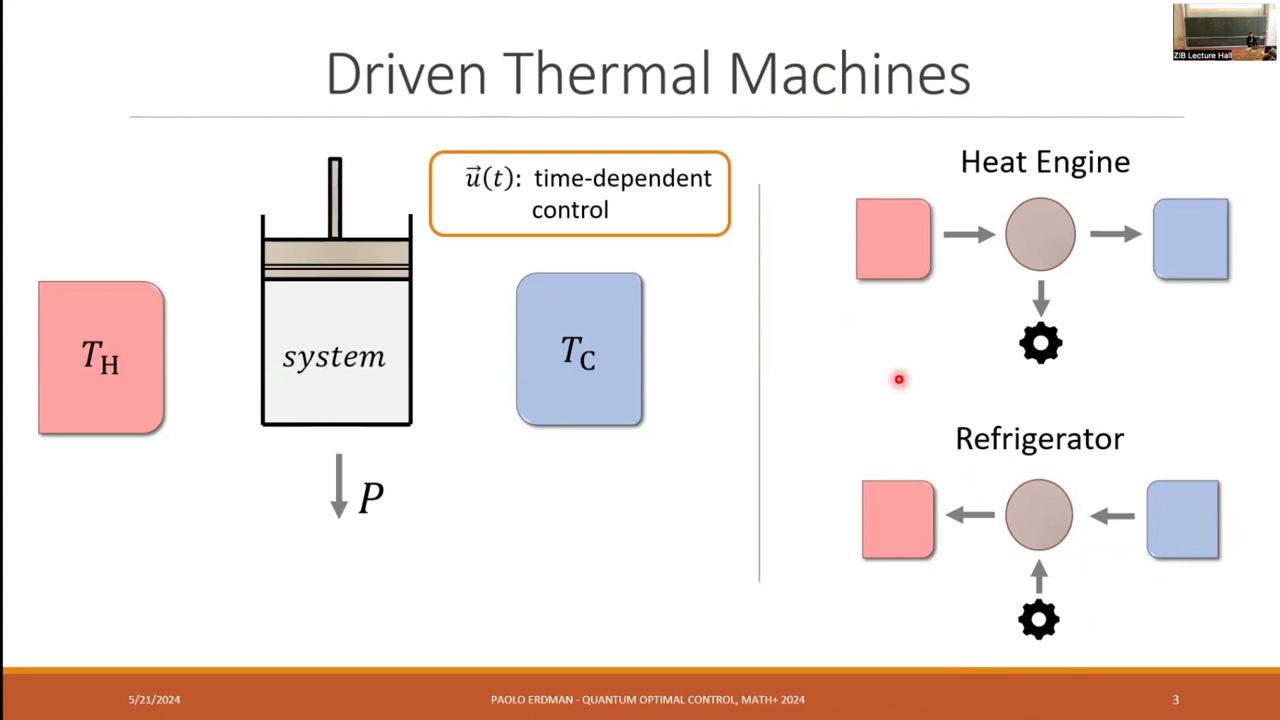 ZIB Lecture Hall
Driven Thermal Machines
u⃗(t): time-dependent
control
T_H
system
T_C
P
Heat Engine
Refrigerator
5/21/2024
PAOLO ERDMAN - QUANTUM OPTIMAL CONTROL, MATH+ 2024
3